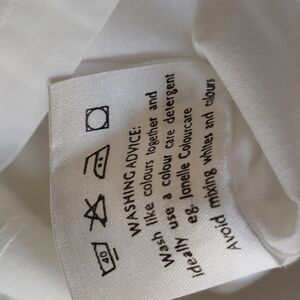 40
WASHING ADVICE:
Wash like colours together and
Ideally use a colour care detergent
eg. Jonelle Colourcare
Avoid mixing whites and colours